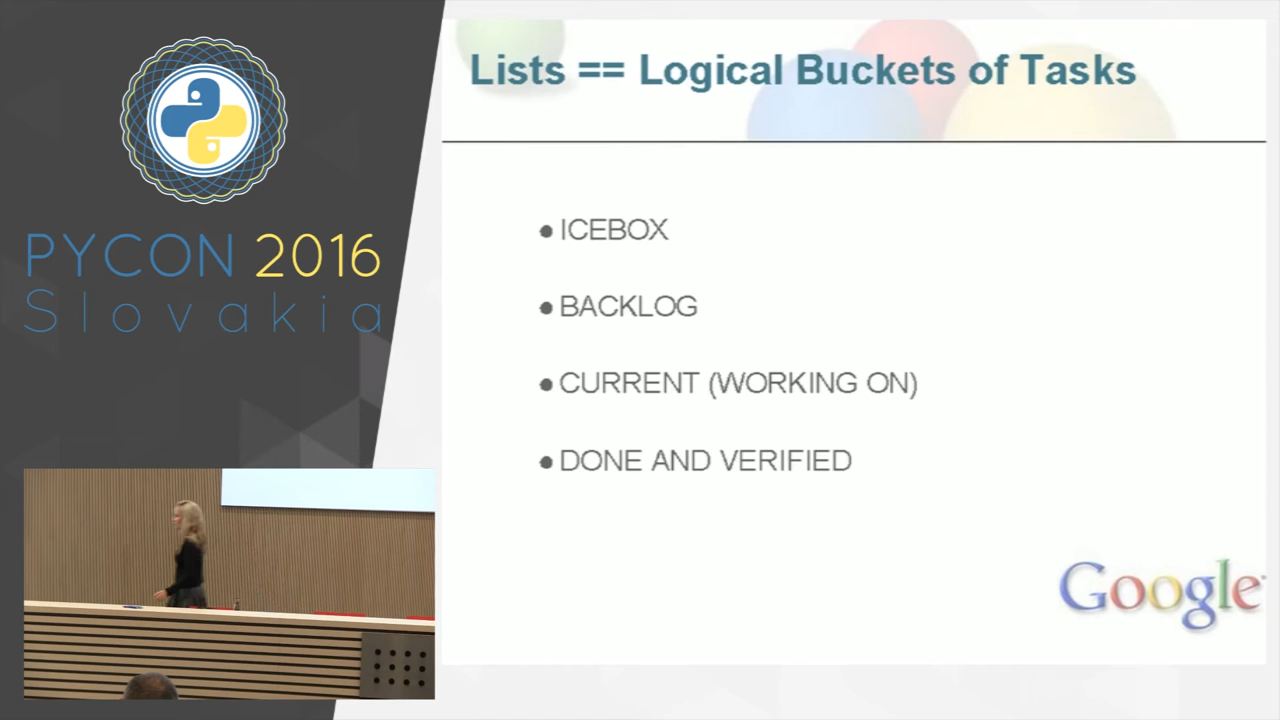 PYCON 2016
Slovakia
Lists == Logical Buckets of Tasks
● ICEBOX
● BACKLOG
● CURRENT (WORKING ON)
● DONE AND VERIFIED
Google